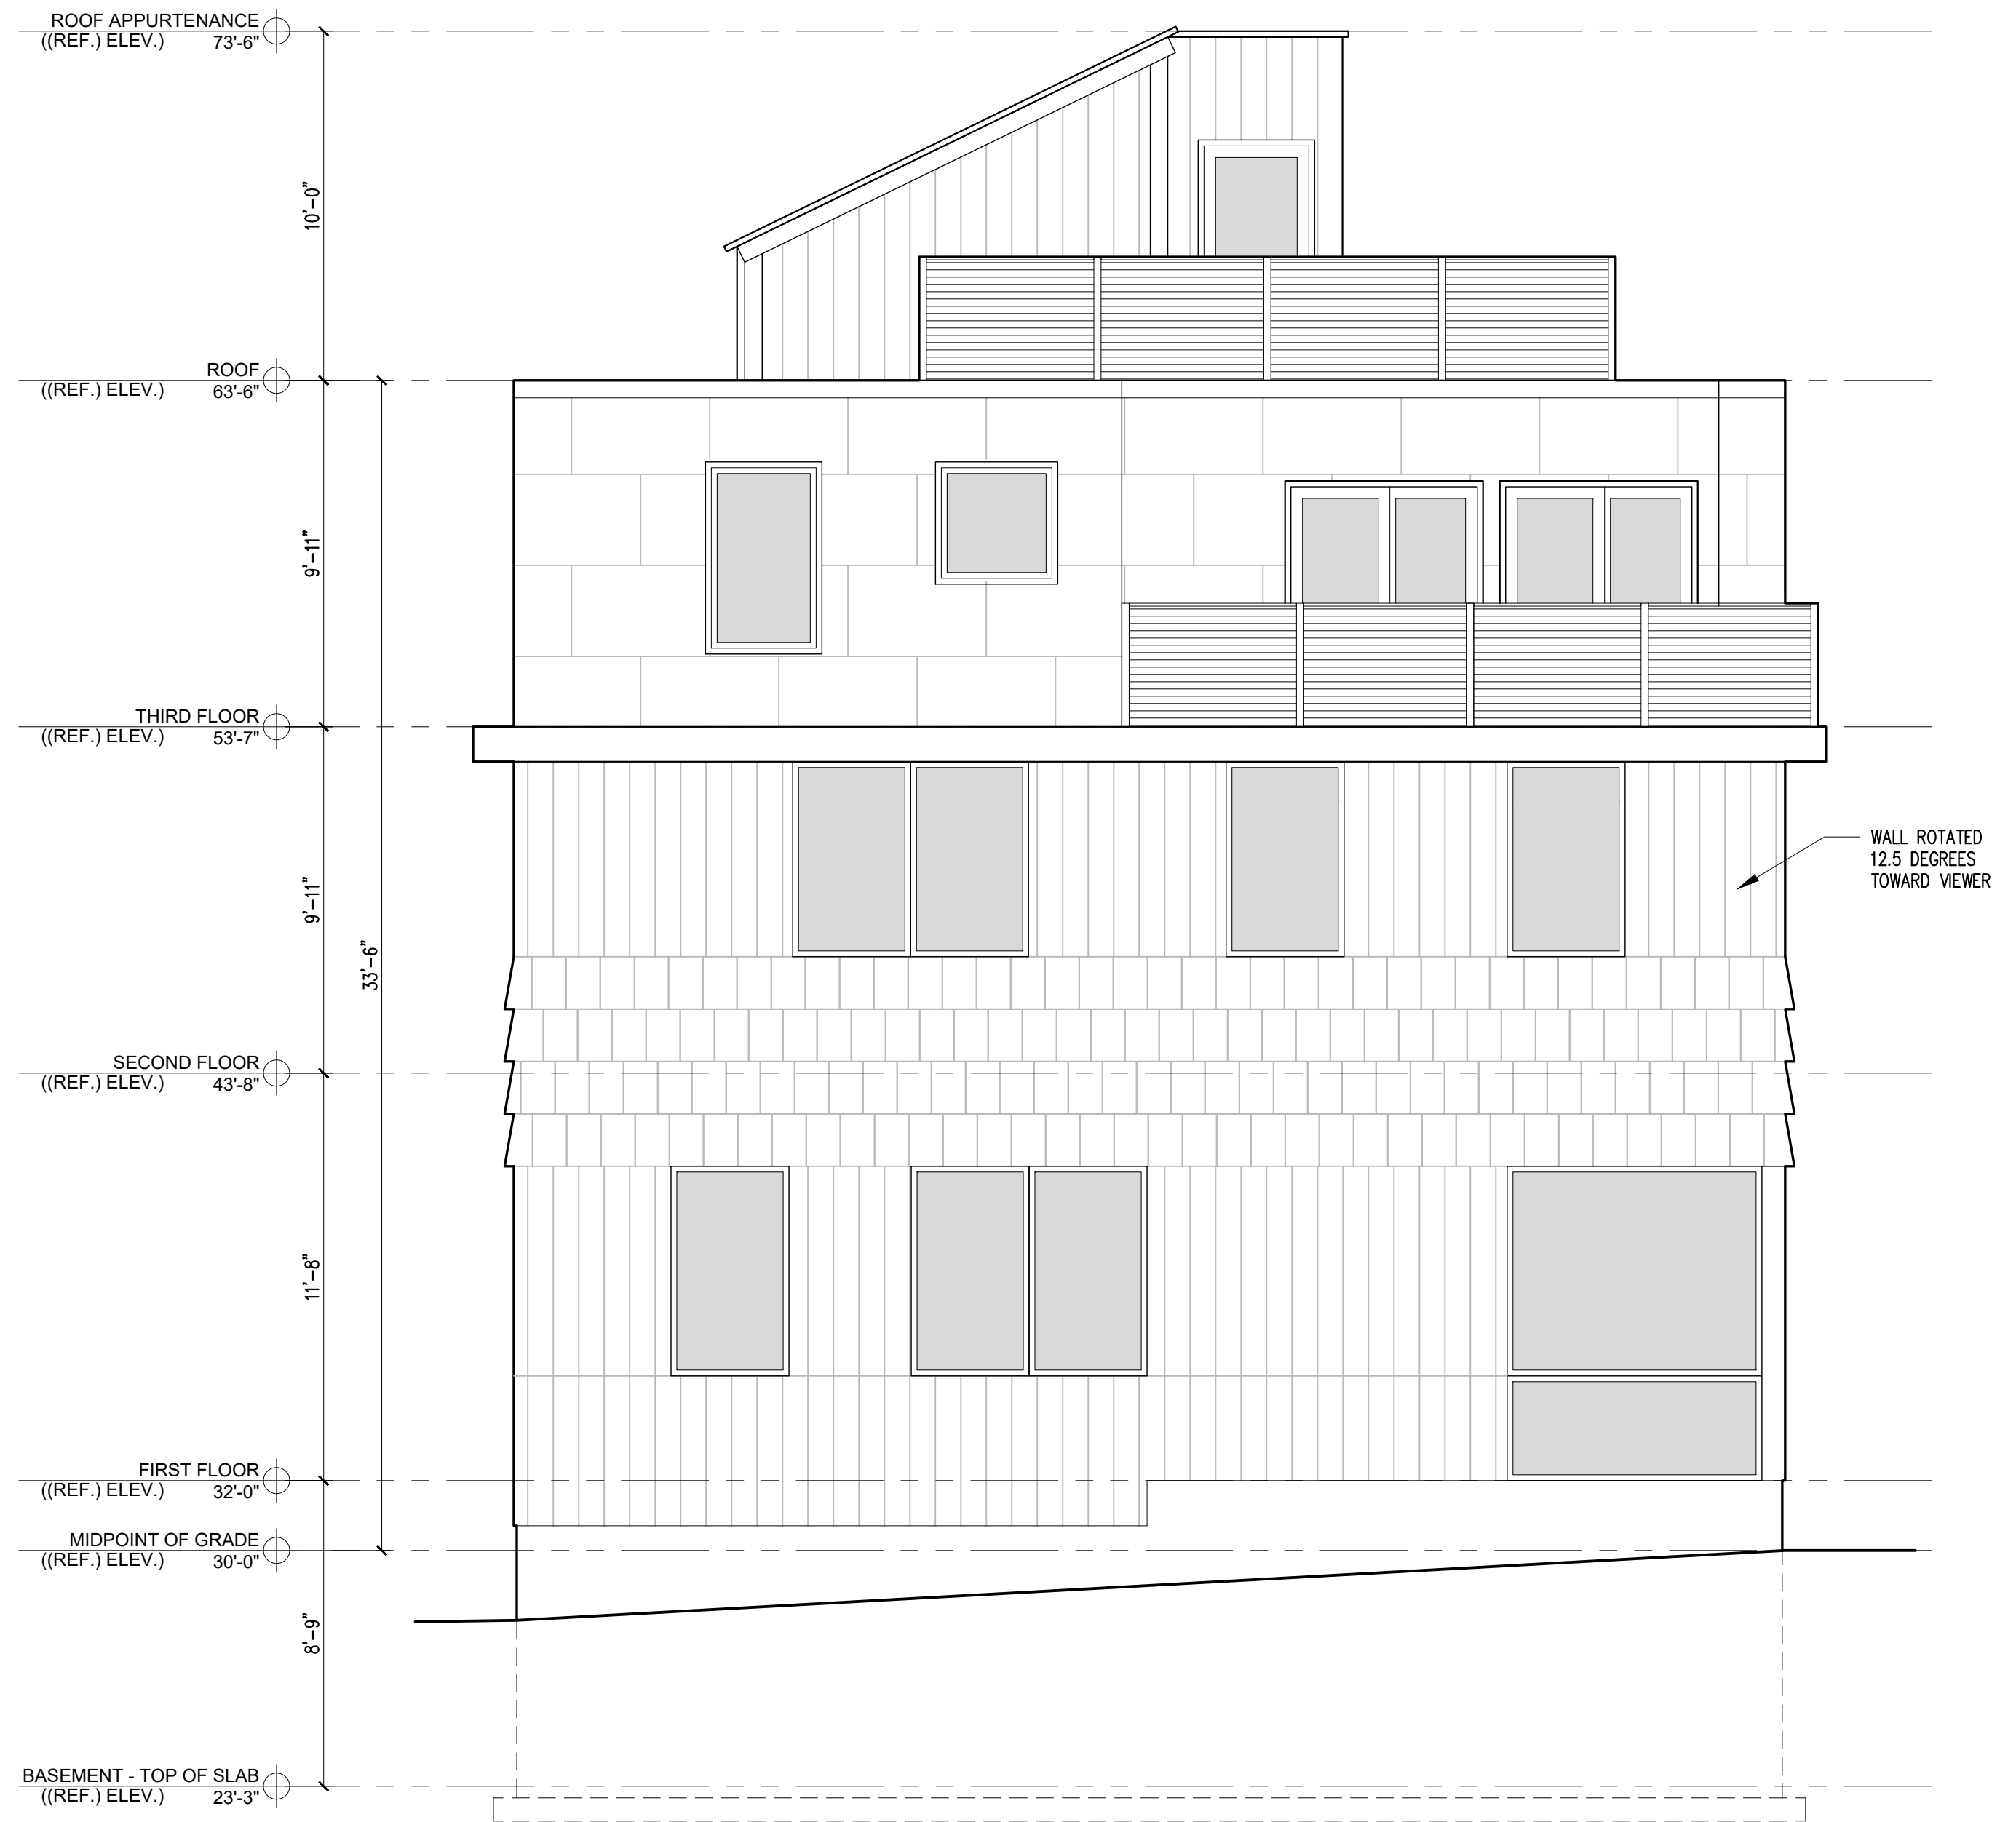 ROOF APPURTENANCE
((REF.) ELEV.) 73'-6"
10'-0"
ROOF
((REF.) ELEV.) 63'-6"
9'-11"
THIRD FLOOR
((REF.) ELEV.) 53'-7"
WALL ROTATED
12.5 DEGREES
TOWARD VIEWER
9'-11"
33'-6"
SECOND FLOOR
((REF.) ELEV.) 43'-8"
11'-8"
FIRST FLOOR
((REF.) ELEV.) 32'-0"
MIDPOINT OF GRADE
((REF.) ELEV.) 30'-0"
8'-9"
BASEMENT - TOP OF SLAB
((REF.) ELEV.) 23'-3"